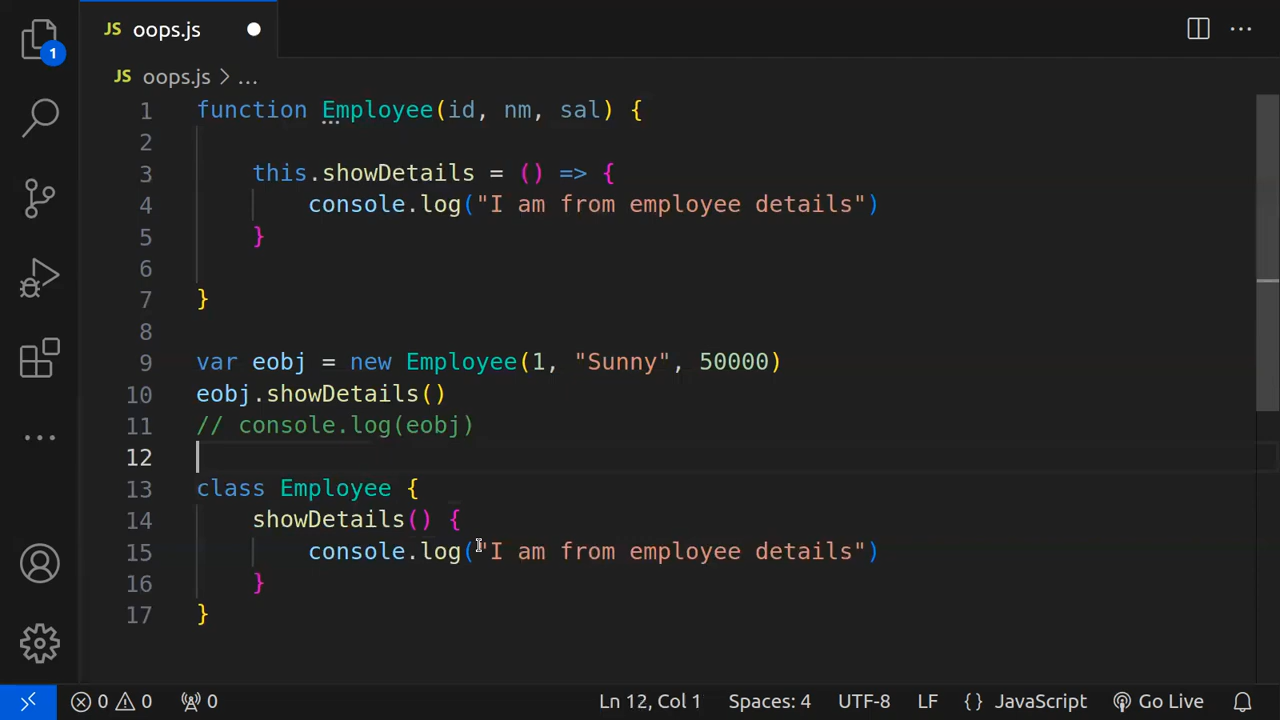 JS oops.js
1
JS oops.js > ...
1 function Employee(id, nm, sal) {
2
3     this.showDetails = () => {
4         console.log("I am from employee details")
5     }
6
7 }
8
9 var eobj = new Employee(1, "Sunny", 50000)
10 eobj.showDetails()
11 // console.log(eobj)
12
13 class Employee {
14     showDetails() {
15         console.log("I am from employee details")
16     }
17 }
0 0 0 Ln 12, Col 1 Spaces: 4 UTF-8 LF {} JavaScript Go Live